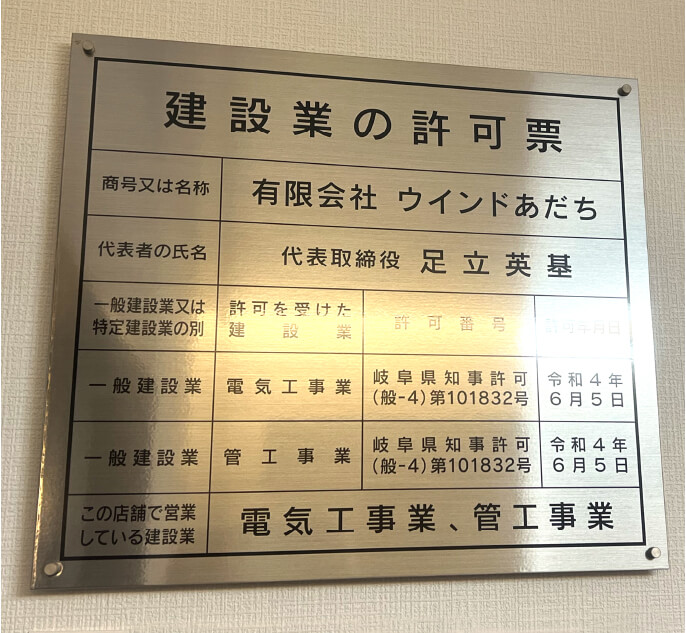 建設業の許可票
商号又は名称
有限会社 ウインドあだち
代表者の氏名
代表取締役 足立英基
一般建設業又は
特定建設業の別
許可を受けた
建設業
許可番号
許可年月日
一般建設業
電気工事業
岐阜県知事許可
(般-4)第101832号
令和4年
6月5日
一般建設業
管工事業
岐阜県知事許可
(般-4)第101832号
令和4年
6月5日
この店舗で営業
している建設業
電気工事業、管工事業